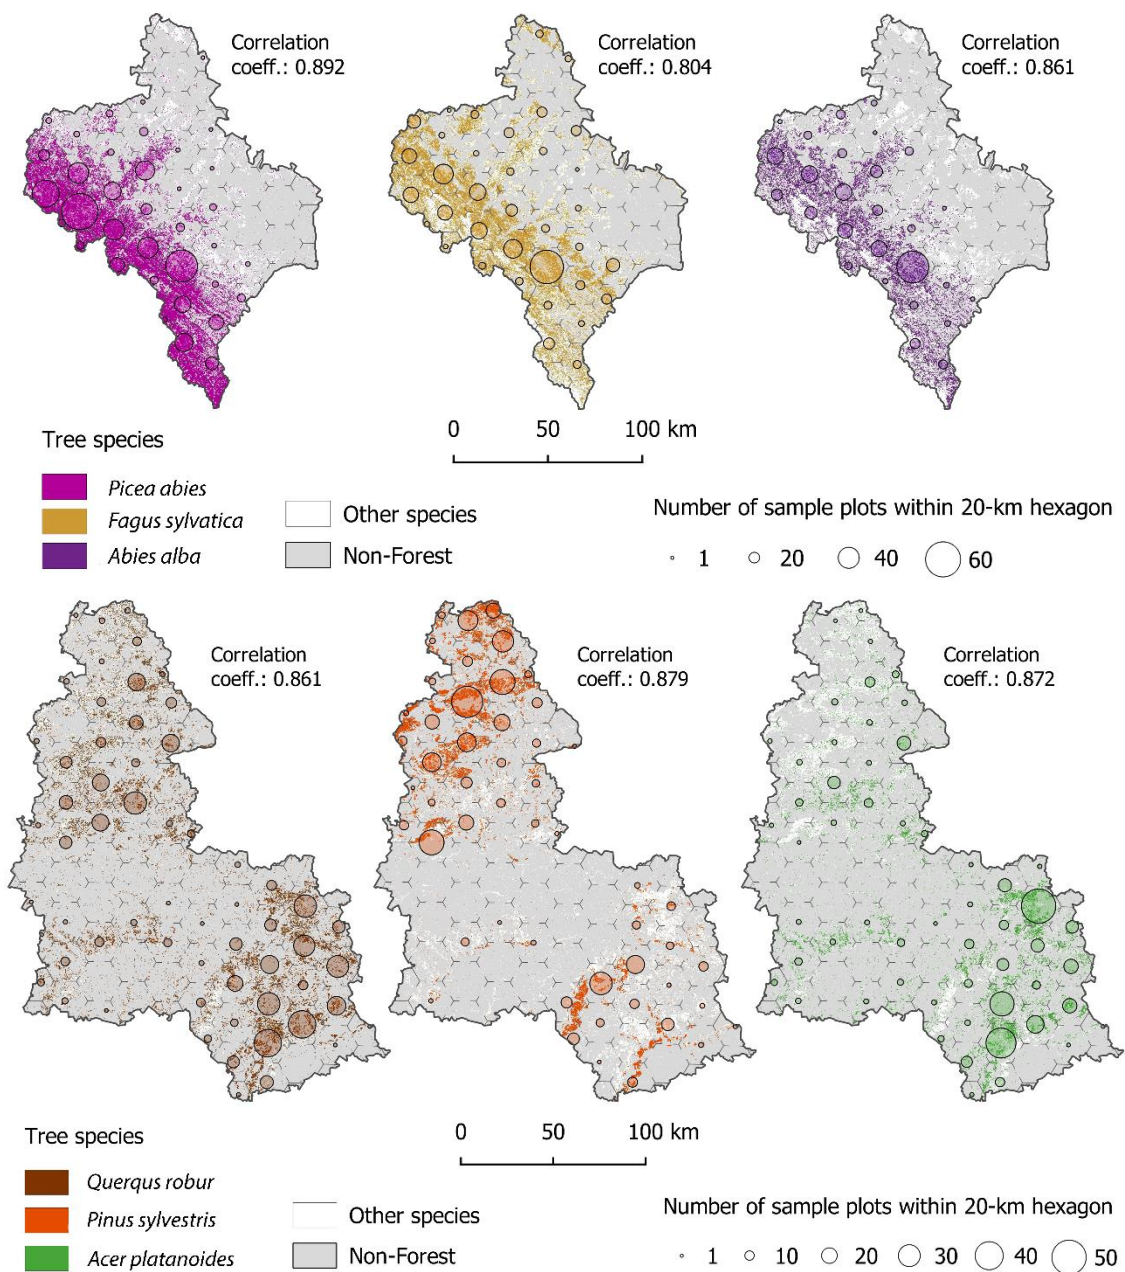 Correlation
coeff.: 0.892
Correlation
coeff.: 0.804
Correlation
coeff.: 0.861
Tree species
0 50 100 km
Picea abies
Fagus sylvatica
Abies alba
Other species
Non-Forest
Number of sample plots within 20-km hexagon
1 20 40 60
Correlation
coeff.: 0.861
Correlation
coeff.: 0.879
Correlation
coeff.: 0.872
Tree species
0 50 100 km
Querqus robur
Pinus sylvestris
Acer platanoides
Other species
Non-Forest
Number of sample plots within 20-km hexagon
1 10 20 30 40 50